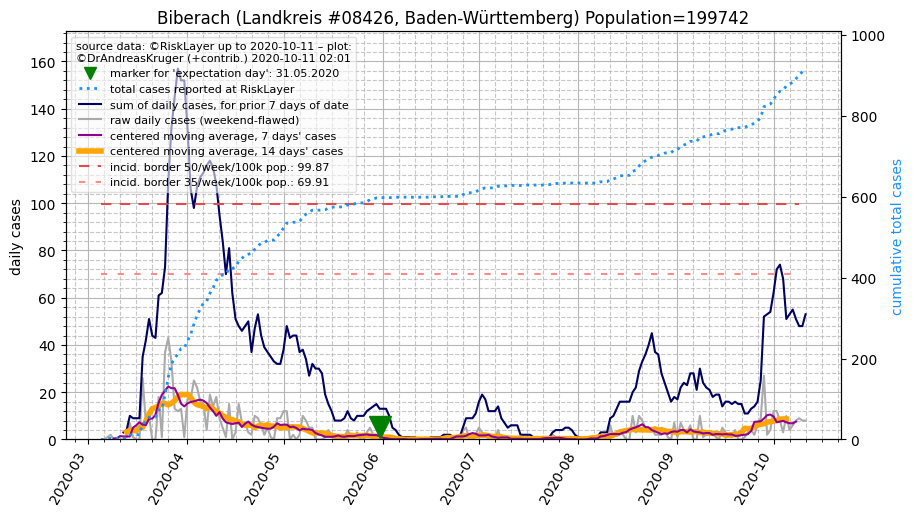 Biberach (Landkreis #08426, Baden-Württemberg) Population=199742
source data: ©RiskLayer up to 2020-10-11 – plot:
©DrAndreasKruger (+contrib.) 2020-10-11 02:01
marker for 'expectation day': 31.05.2020
total cases reported at RiskLayer
sum of daily cases, for prior 7 days of date
raw daily cases (weekend-flawed)
centered moving average, 7 days' cases
centered moving average, 14 days' cases
incid. border 50/week/100k pop.: 99.87
incid. border 35/week/100k pop.: 69.91
daily cases
160
140
120
100
80
60
40
20
0
1000
800
600
400
200
0
cumulative total cases
2020-03
2020-04
2020-05
2020-06
2020-07
2020-08
2020-09
2020-10